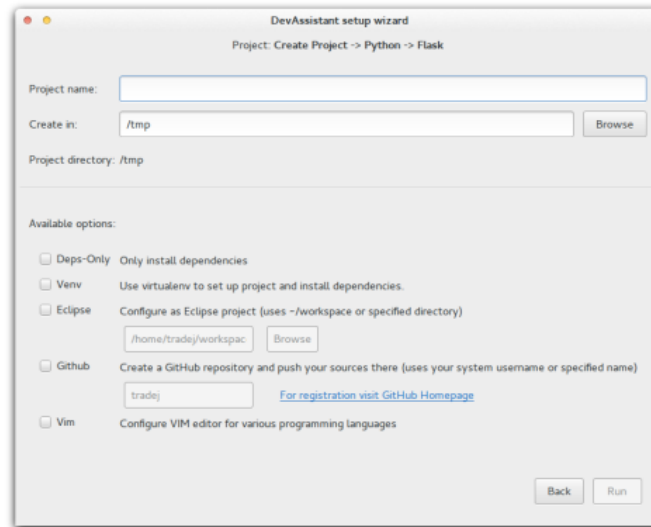 DevAssistant setup wizard
Project: Create Project -> Python -> Flask
Project name:
Create in: /tmp Browse
Project directory: /tmp
Available options:
Deps-Only Only install dependencies
Venv Use virtualenv to set up project and install dependencies.
Eclipse Configure as Eclipse project (uses ~/workspace or specified directory)
/home/tradej/workspac Browse
Github Create a GitHub repository and push your sources there (uses your system username or specified name)
tradej For registration visit GitHub Homepage
Vim Configure VIM editor for various programming languages
Back Run